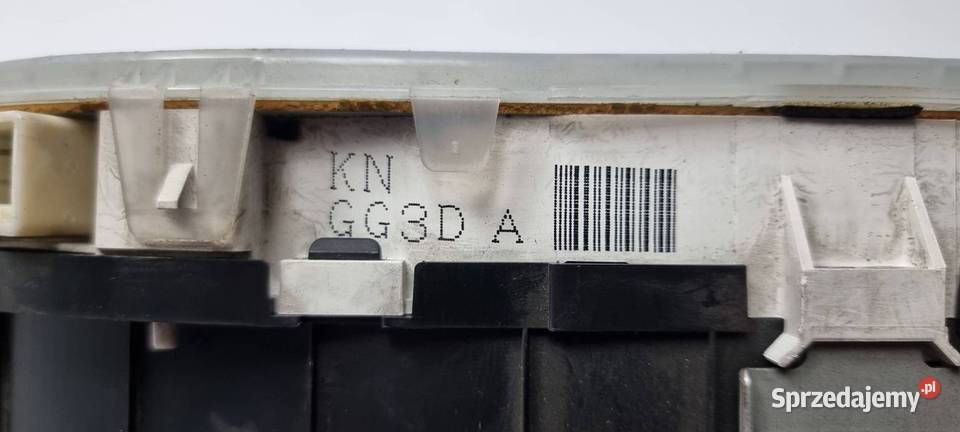 KN
GG3D A
Sprzedajemy.pl